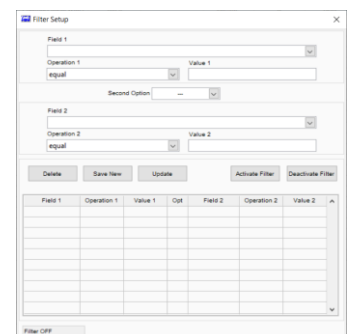 Filter Setup
Field 1
Operation 1 Value 1
equal
Second Option --
Field 2
Operation 2 Value 2
equal
Delete Save New Update Activate Filter Deactivate Filter
Field 1 Operation 1 Value 1 Opt Field 2 Operation 2 Value 2
Filter OFF